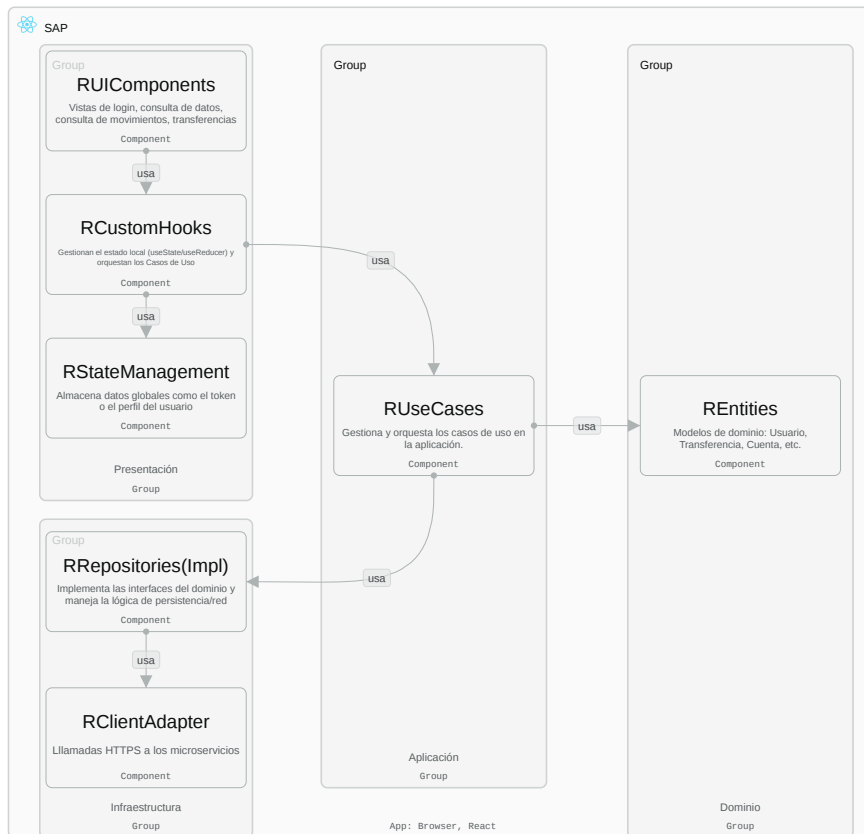 SAP
Group
RUIComponents
Vistas de login, consulta de datos,
consulta de movimientos, transferencias
Component
usa
RCustomHooks
Gestionan el estado local (useState/useReducer) y
orquestan los Casos de Uso
Component
usa
RStateManagement
Almacena datos globales como el token
o el perfil del usuario
Component
Presentación
Group
Group
RRepositories(Impl)
Implementa las interfaces del dominio y
maneja la lógica de persistencia/red
Component
usa
RClientAdapter
Lllamadas HTTPS a los microservicios
Component
Infraestructura
Group
Group
usa
RUseCases
Gestiona y orquesta los casos de uso en
la aplicación.
Component
usa
usa
Aplicación
Group
App: Browser, React
Group
REntities
Modelos de dominio: Usuario,
Transferencia, Cuenta, etc.
Component
Dominio
Group